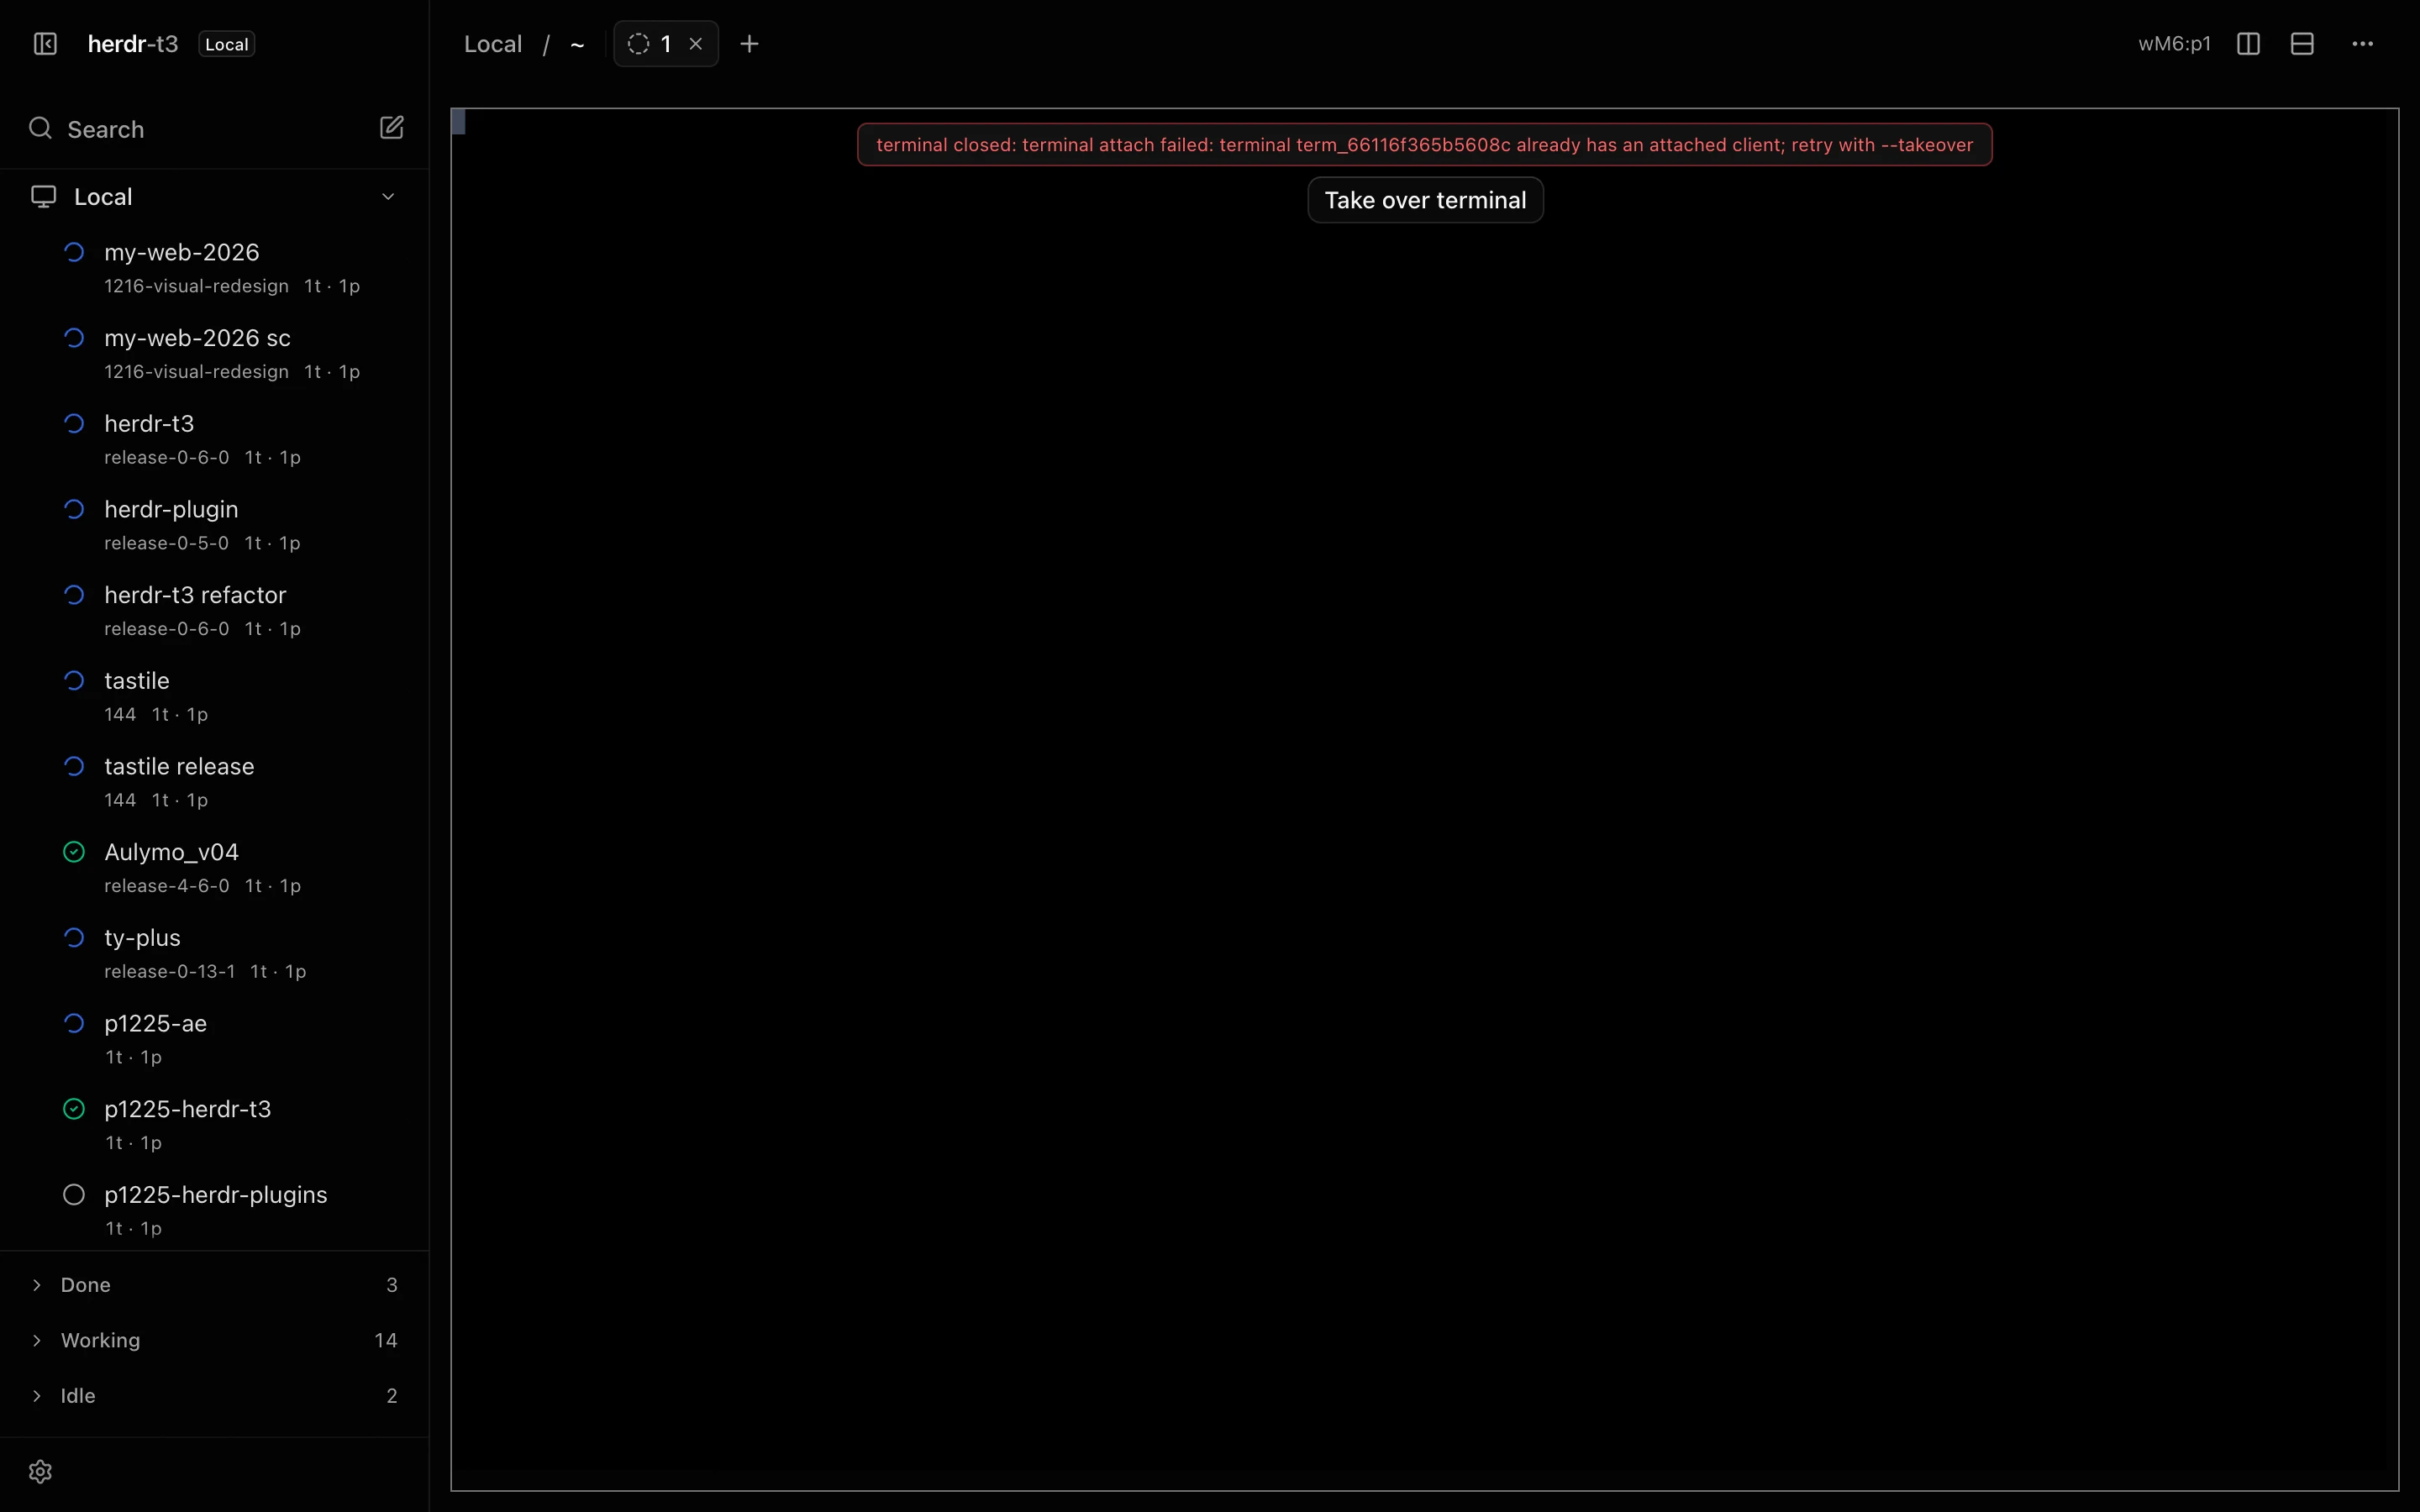 herdr-t3 Local
Search
Local
my-web-2026
1216-visual-redesign 1t · 1p
my-web-2026 sc
1216-visual-redesign 1t · 1p
herdr-t3
release-0-6-0 1t · 1p
herdr-plugin
release-0-5-0 1t · 1p
herdr-t3 refactor
release-0-6-0 1t · 1p
tastile
144 1t · 1p
tastile release
144 1t · 1p
Aulymo_v04
release-4-6-0 1t · 1p
ty-plus
release-0-13-1 1t · 1p
p1225-ae
1t · 1p
p1225-herdr-t3
1t · 1p
p1225-herdr-plugins
1t · 1p
Done 3
Working 14
Idle 2
Local / ~ 1 × +
wM6:p1
terminal closed: terminal attach failed: terminal term_66116f365b5608c already has an attached client; retry with --takeover
Take over terminal